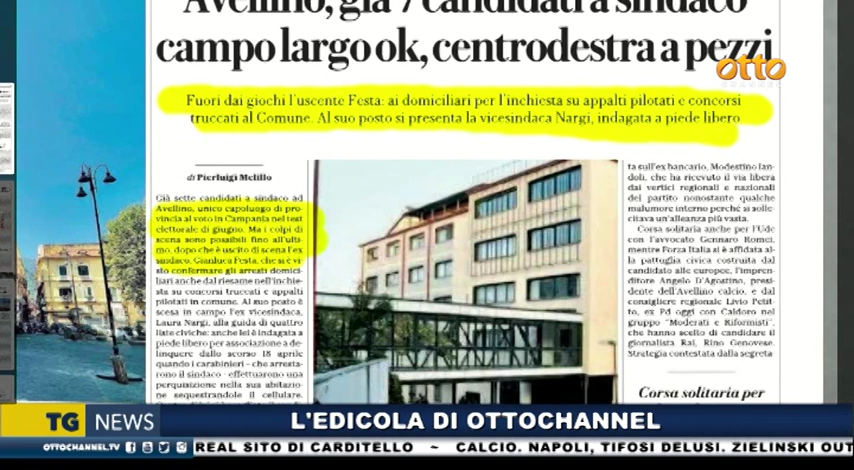 Avellino, già 7 candidati a sindaco
campo largo ok, centrodestra a pezzi
otto
CHANNEL
Fuori dai giochi l'uscente Festa: ai domiciliari per l'inchiesta su appalti pilotati e concorsi
truccati al Comune. Al suo posto si presenta la vicesindaca Nargi, indagata a piede libero
di Pierluigi Melillo
Già sette candidati a sindaco ad
Avellino, unico capoluogo di pro-
vincia al voto in Campania nel test
elettorale di giugno. Ma i colpi di
scena sono possibili fino all'ulti-
mo, dopo che è uscito di scena l'ex
sindaco, Gianluca Festa, che si è vi-
sto confermare gli arresti domici-
liari anche dal riesame nell'inchie-
sta su concorsi truccati e appalti
pilotati in comune. Al suo posto è
scesa in campo l'ex vicesindaca,
Laura Nargi, alla guida di quattro
liste civiche: anche lei è indagata a
piede libero per associazione a de-
linquere dallo scorso 18 aprile
quando i carabinieri - che arresta-
rono il sindaco - effettuarono una
perquisizione nella sua abitazio-
ne sequestrandole il cellulare.
ta sull'ex bancario, Modestino Ian-
doli, che ha ricevuto il via libera
dai vertici regionali e nazionali
del partito nonostante qualche
malumore interno perché si solle-
citava un'alleanza più vasta.
Corsa solitaria anche per l'Udc
con l'avvocato Gennaro Romei,
mentre Forza Italia si è affidata al-
la pattuglia civica costruita dal
candidato alle europee, l'impren-
ditore Angelo D'Agostino, presi-
dente dell'Avellino calcio, e dal
consigliere regionale Livio Petit-
to, ex Pd oggi con Caldoro nel
gruppo "Moderati e Riformisti",
che hanno scelto di candidare il
giornalista Rai, Rino Genovese.
Strategia contestata dalla segreta-
Corsa solitaria per
TG NEWS
L'EDICOLA DI OTTOCHANNEL
OTTOCHANNEL.TV
REAL SITO DI CARDITELLO ~ CALCIO. NAPOLI, TIFOSI DELUSI. ZIELINSKI OUT